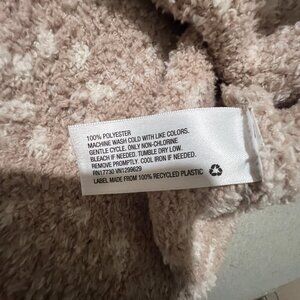 100% POLYESTER
MACHINE WASH COLD WITH LIKE COLORS.
GENTLE CYCLE. ONLY NON-CHLORINE
BLEACH IF NEEDED. TUMBLE DRY LOW.
REMOVE PROMPTLY. COOL IRON IF NEEDED.
RN17730 VN1299629
LABEL MADE FROM 100% RECYCLED PLASTIC